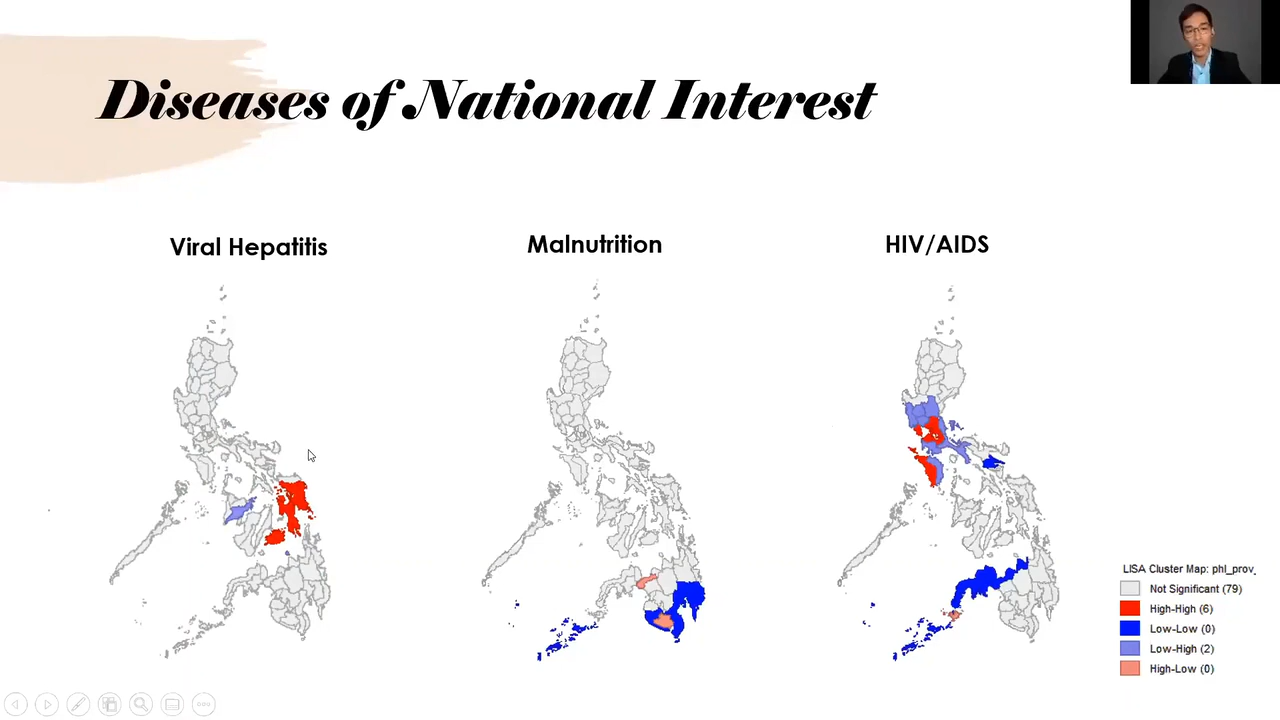 Diseases of National Interest
Viral Hepatitis
Malnutrition
HIV/AIDS
LISA Cluster Map: phl_prov_
Not Significant (79)
High-High (6)
Low-Low (0)
Low-High (2)
High-Low (0)